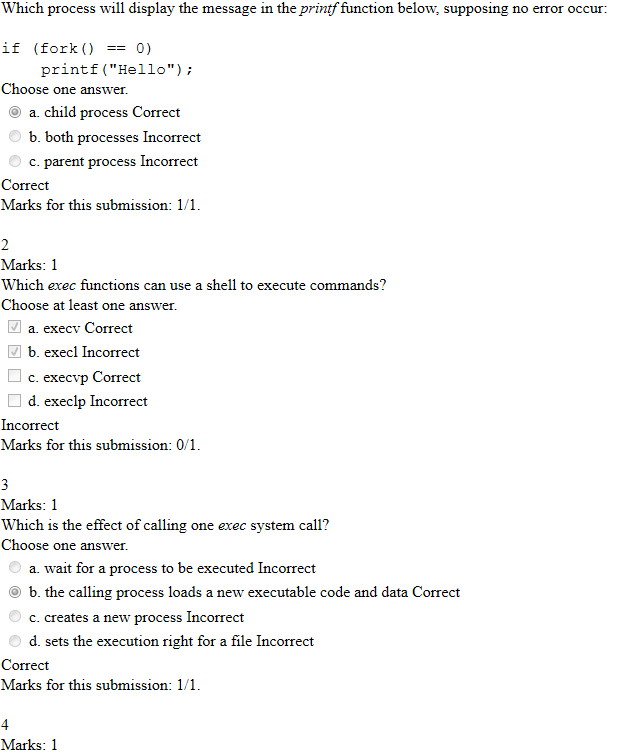 Which process will display the message in the printf function below, supposing no error occur:
if (fork() == 0)
printf("Hello");
Choose one answer.
a. child process Correct
b. both processes Incorrect
c. parent process Incorrect
Correct
Marks for this submission: 1/1.
2
Marks: 1
Which exec functions can use a shell to execute commands?
Choose at least one answer.
a. execv Correct
b. execl Incorrect
c. execvp Correct
d. execlp Incorrect
Incorrect
Marks for this submission: 0/1.
3
Marks: 1
Which is the effect of calling one exec system call?
Choose one answer.
a. wait for a process to be executed Incorrect
b. the calling process loads a new executable code and data Correct
c. creates a new process Incorrect
d. sets the execution right for a file Incorrect
Correct
Marks for this submission: 1/1.
4
Marks: 1